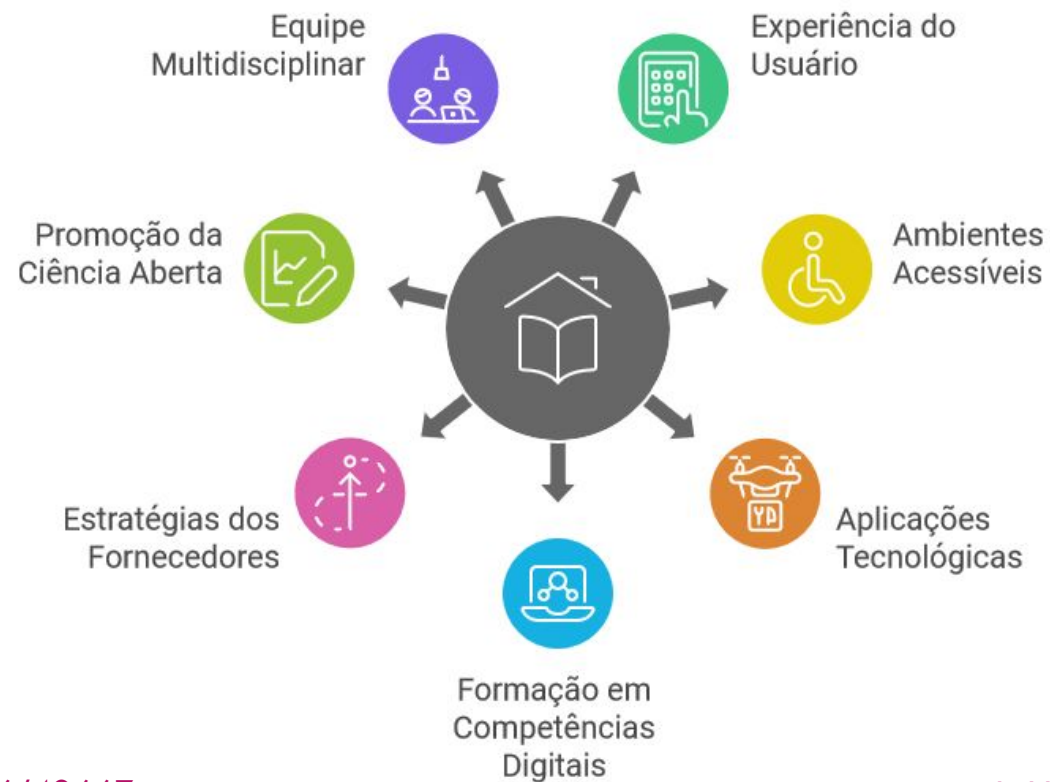 Equipe
Multidisciplinar
Experiência do
Usuário
Promoção da
Ciência Aberta
Ambientes
Acessíveis
Estratégias dos
Fornecedores
Aplicações
Tecnológicas
Formação em
Competências
Digitais